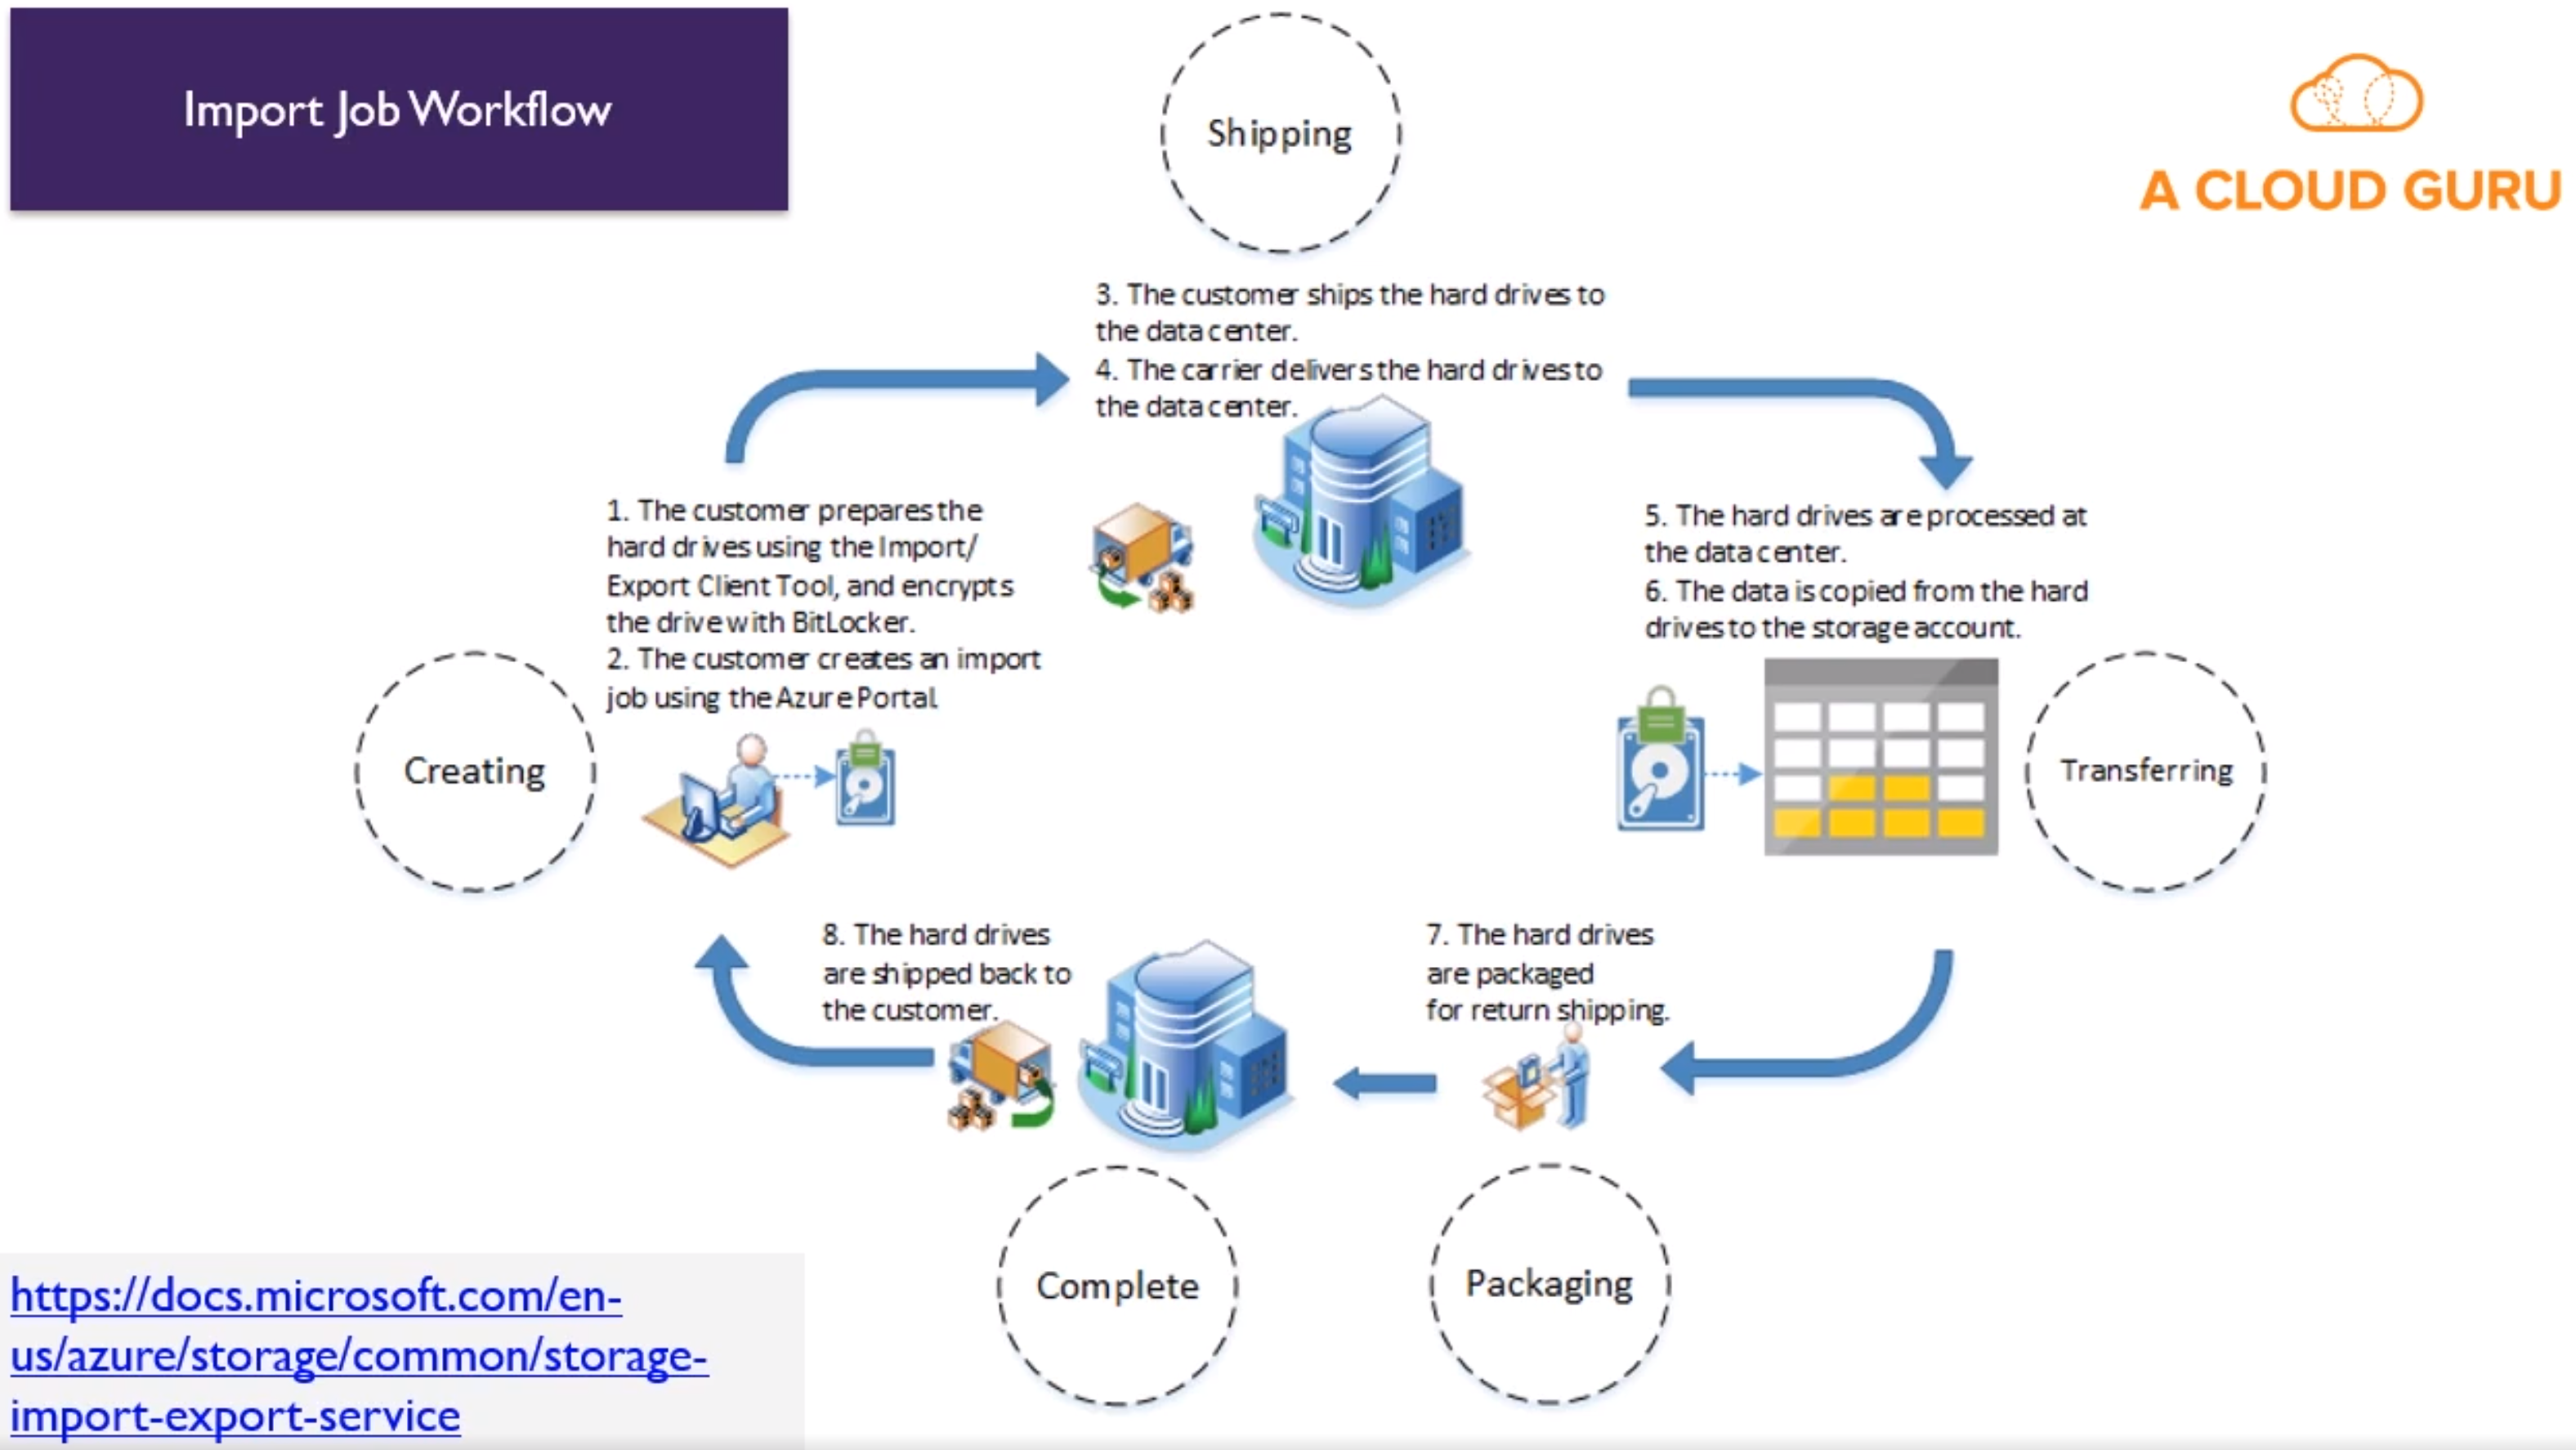 Import Job Workflow
Shipping
A CLOUD GURU
3. The customer ships the hard drives to
the data center.
4. The carrier delivers the hard drives to
the data center.
1. The customer prepares the
hard drives using the Import/
Export Client Tool, and encrypts
the drive with BitLocker.
2. The customer creates an import
job using the Azure Portal.
Creating
5. The hard drives are processed at
the data center.
6. The data is copied from the hard
drives to the storage account.
Transferring
8. The hard drives
are shipped back to
the customer.
7. The hard drives
are packaged
for return shipping.
Complete
Packaging
https://docs.microsoft.com/en-
us/azure/storage/common/storage-
import-export-service